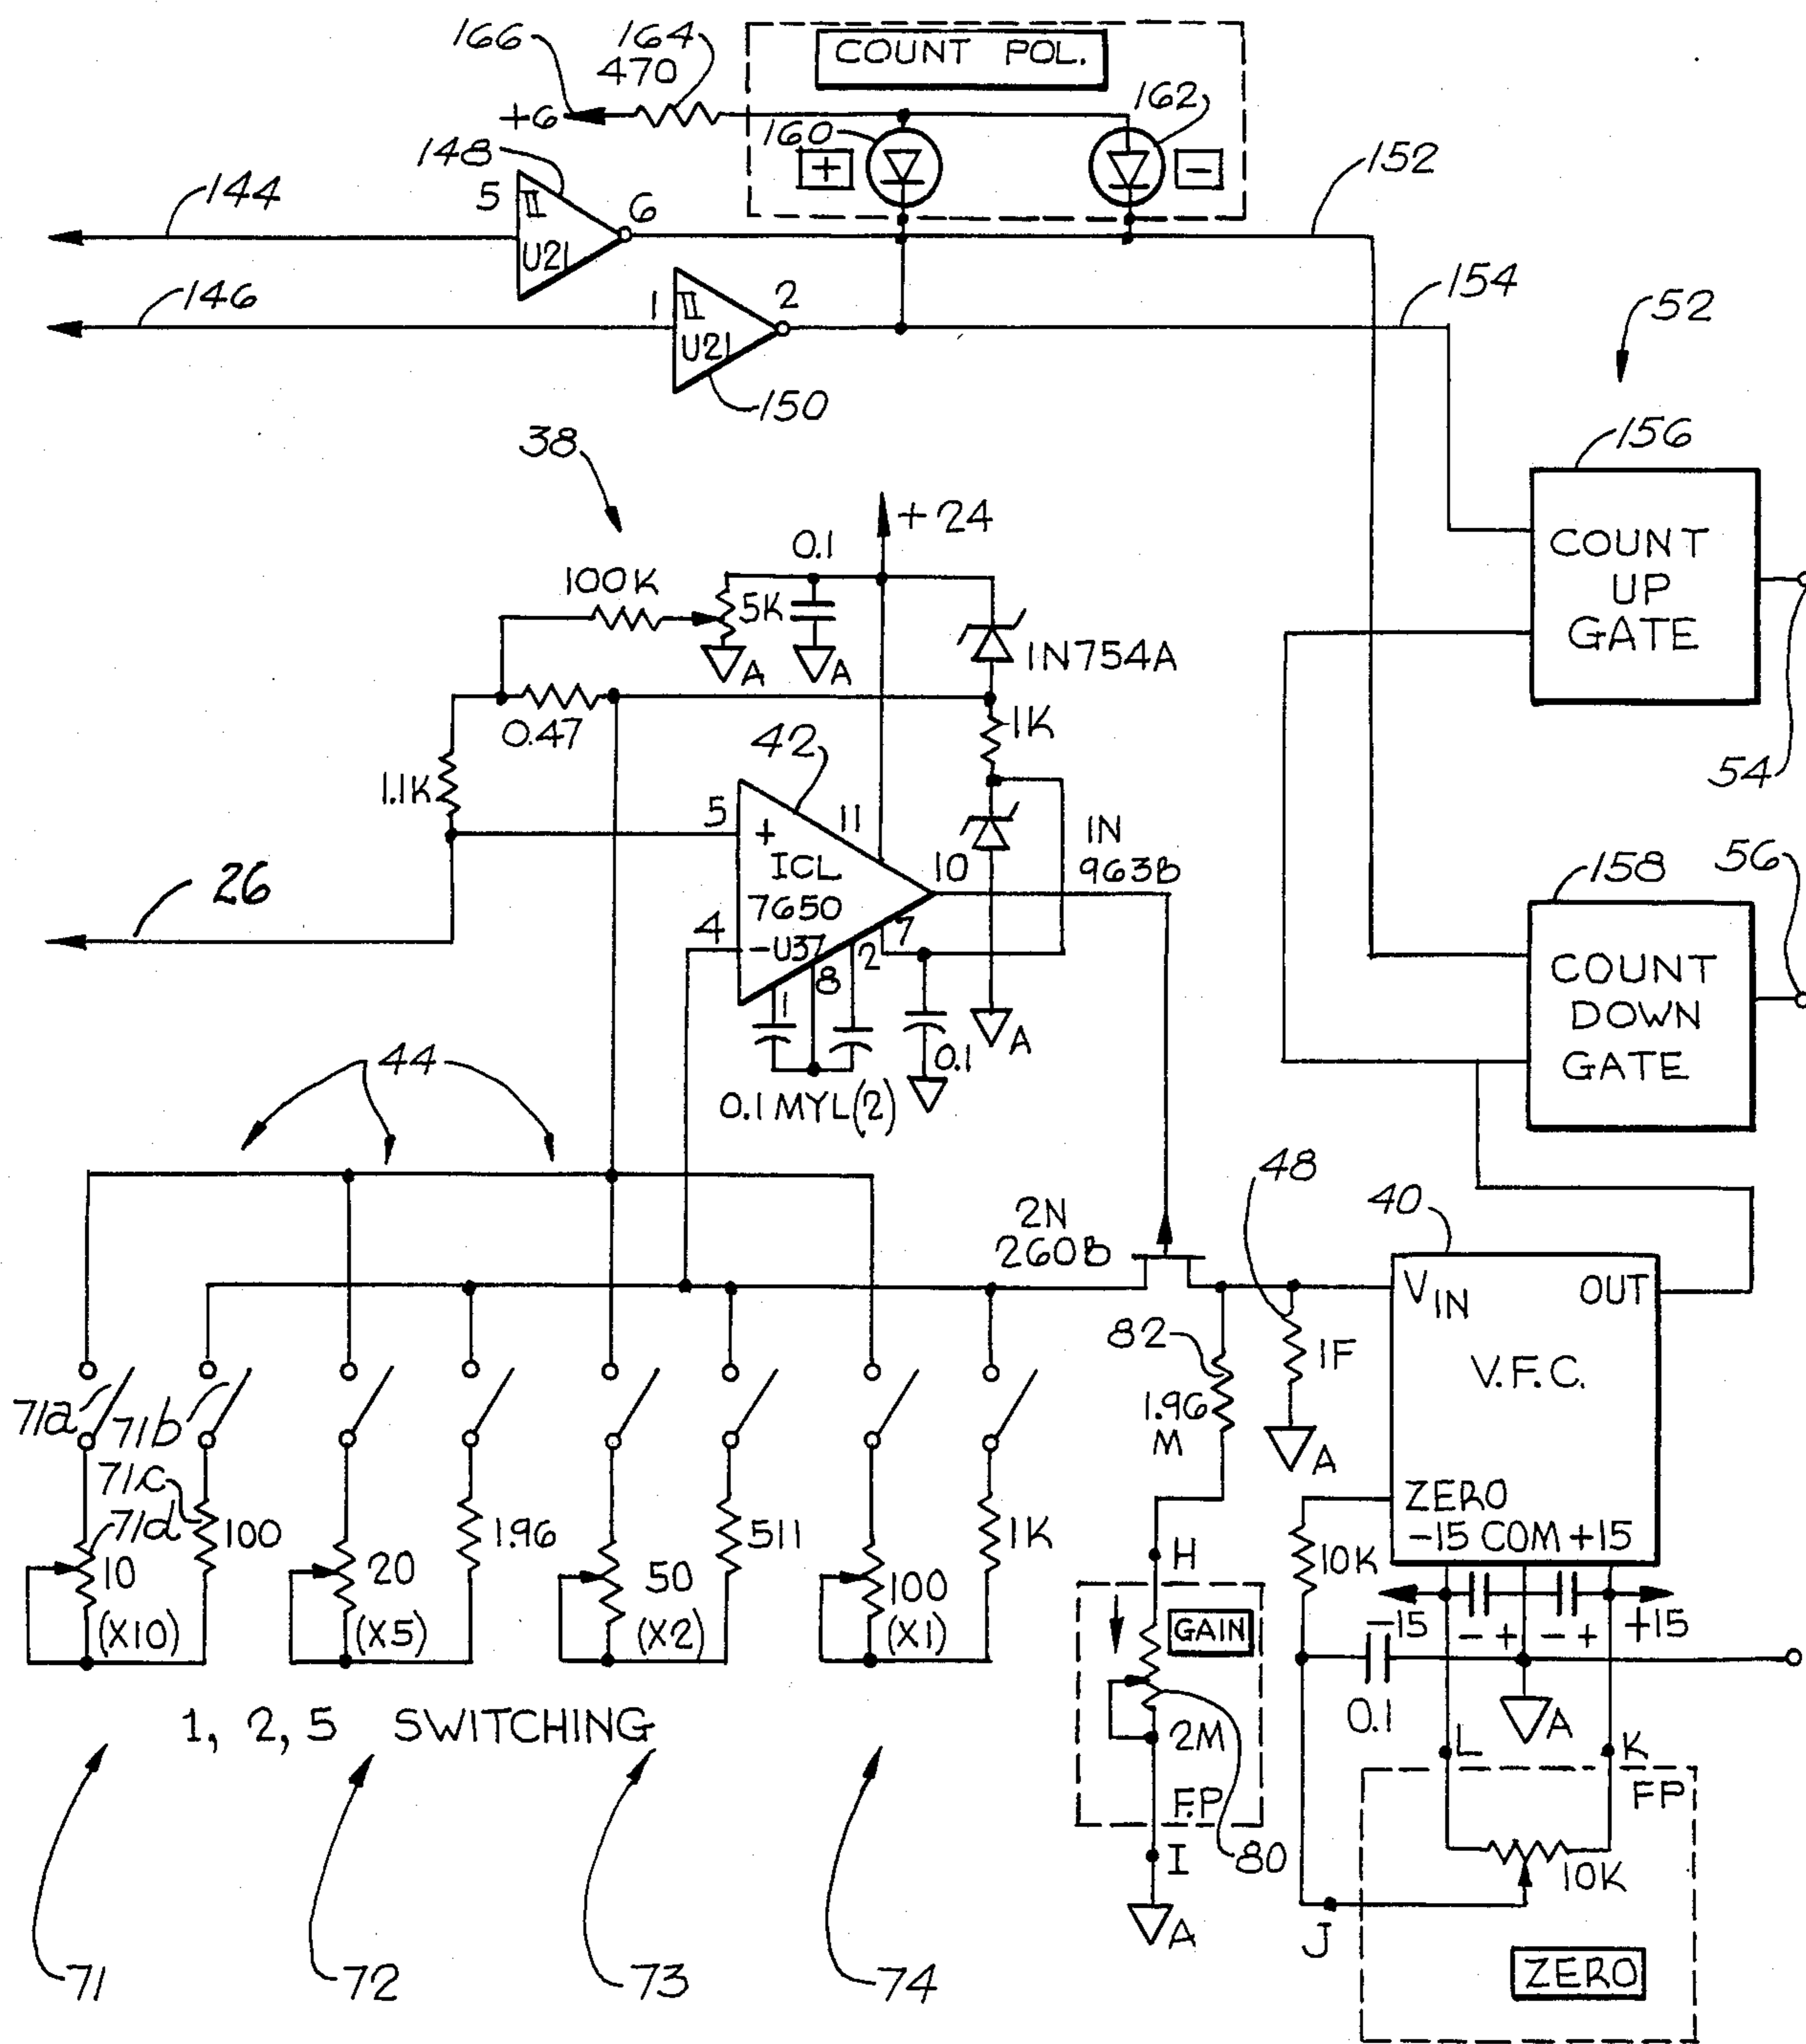 166
164
470
COUNT POL.
+6
160
162
+
-
148
144
5
6
U21
152
146
1
2
U21
154
52
150
38
156
+24
0.1
100K
5K
A
A
1N754A
COUNT
UP
GATE
0.47
42
1K
1.1K
54
5
+
11
ICL
7650
10
1N
963B
26
4
-U37
7
2
8
1
158
56
COUNT
DOWN
GATE
A
0.1
0.1 MYL(2)
44
48
40
2N
260B
VIN
OUT
82
1F
V.F.C.
1.96
M
A
71a
71b
71c
71d
10
(X10)
100
20
(X5)
1.96
50
(X2)
511
100
(X1)
1K
ZERO
-15 COM +15
10K
H
GAIN
-15
- +
- +
+15
0.1
A
1, 2, 5 SWITCHING
2M
F.P
L
K
FP
I
80
10K
A
J
71
72
73
74
ZERO